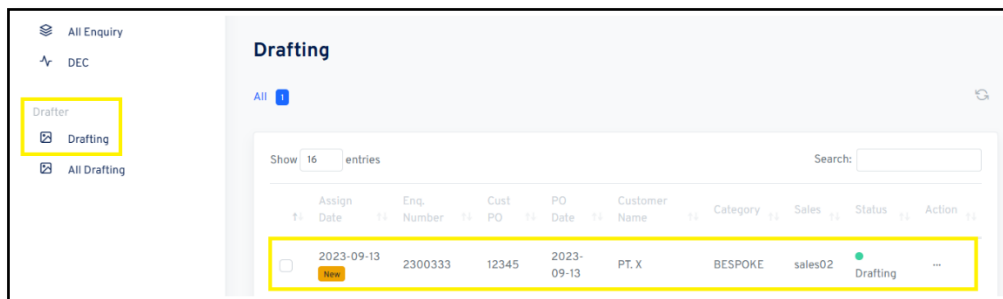 All Enquiry
DEC
Drafter
Drafting
All Drafting
Drafting
All 1
Show 16 entries
Search:
Assign Date
Enq. Number
Cust PO
PO Date
Customer Name
Category
Sales
Status
Action
2023-09-13
New
2300333
12345
2023-
09-13
PT. X
BESPOKE
sales02
Drafting
...